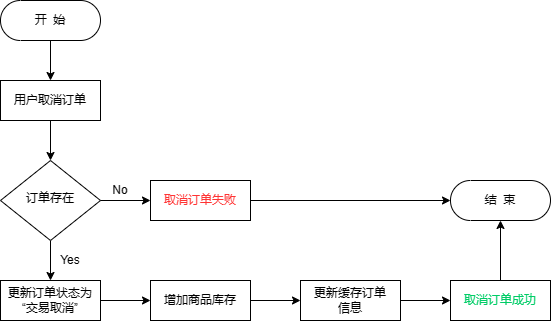 开 始
用户取消订单
订单存在
No
取消订单失败
结 束
Yes
更新订单状态为
“交易取消”
增加商品库存
更新缓存订单
信息
取消订单成功